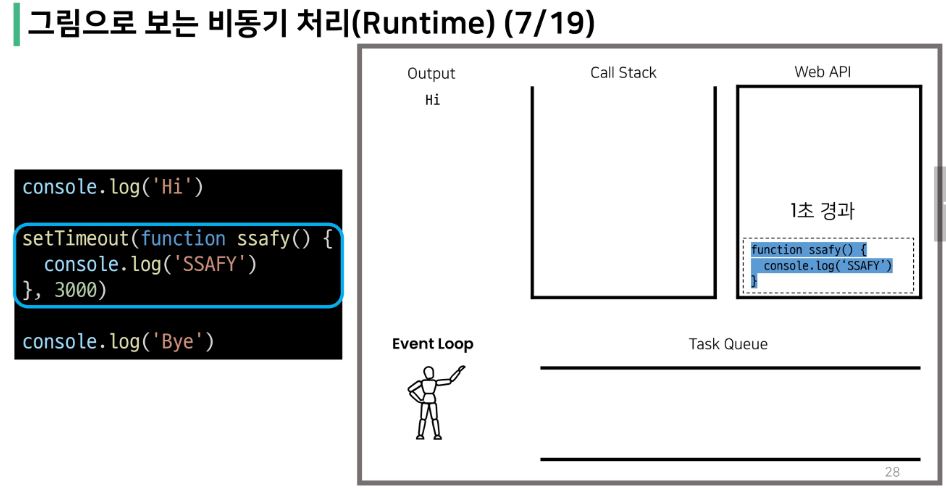 그림으로 보는 비동기 처리(Runtime) (7/19)
console.log('Hi')
setTimeout(function ssafy() {
  console.log('SSAFY')
}, 3000)
console.log('Bye')
Output
Hi
Call Stack
Web API
1초 경과
function ssafy() {
  console.log(‘SSAFY’)
}
Event Loop
Task Queue
28